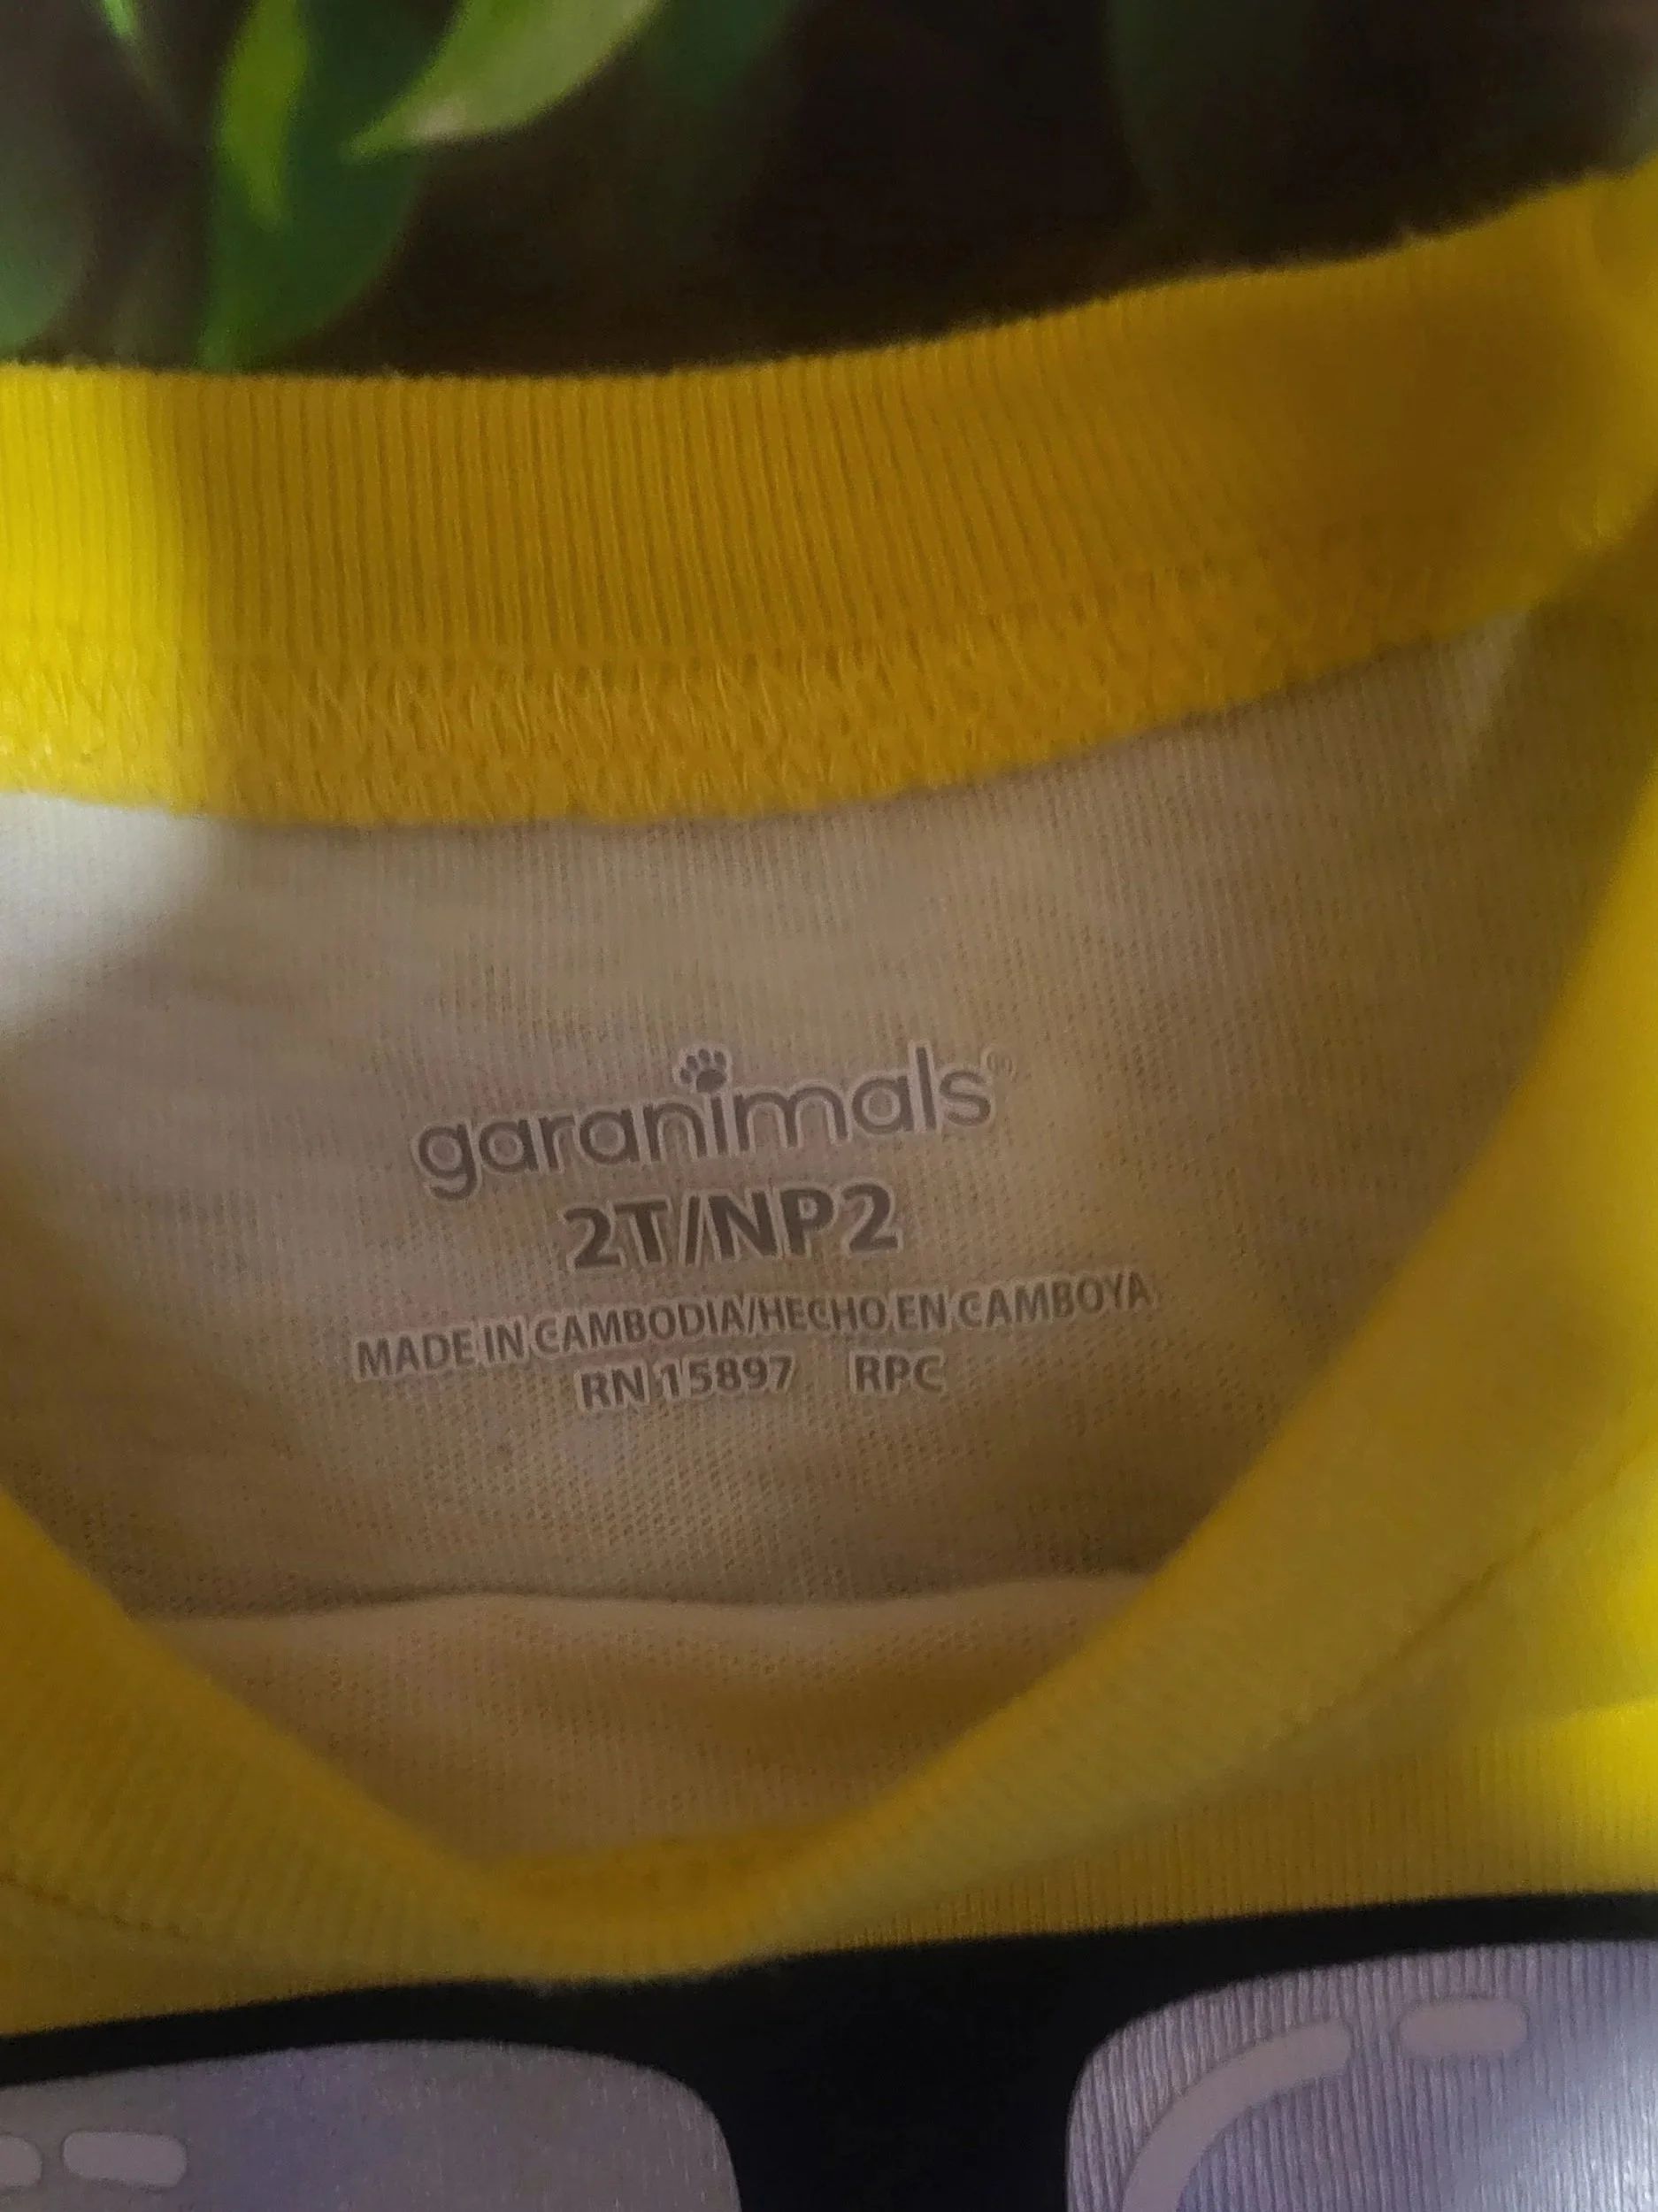 garanimals®
2T/NP2
MADE IN CAMBODIA/HECHO EN CAMBOYA
RN 15897 RPC